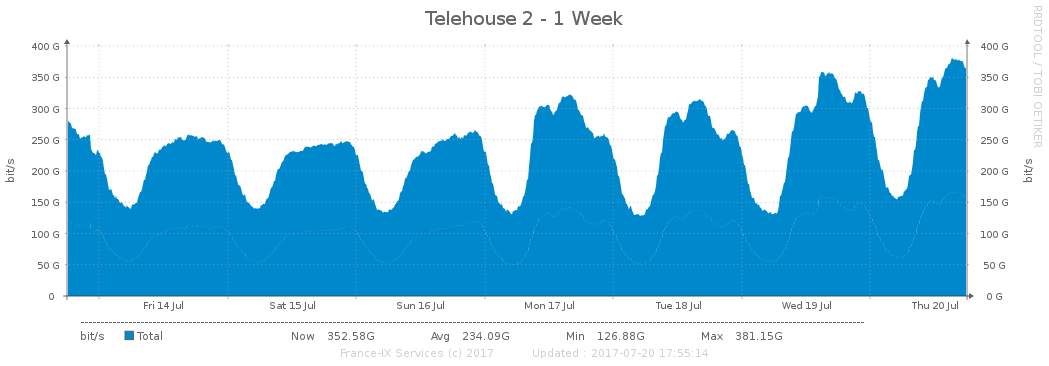 Telehouse 2 - 1 Week
RRDTOOL / TOBI OETIKER
400 G 400 G
350 G 350 G
300 G 300 G
250 G 250 G
200 G 200 G
150 G 150 G
100 G 100 G
50 G 50 G
0 0 G
bit/s
bit/s
Fri 14 Jul Sat 15 Jul Sun 16 Jul Mon 17 Jul Tue 18 Jul Wed 19 Jul Thu 20 Jul
bit/s Total Now 352.58G Avg 234.09G Min 126.88G Max 381.15G
France-IX Services (c) 2017 Updated : 2017-07-20 17:55:14